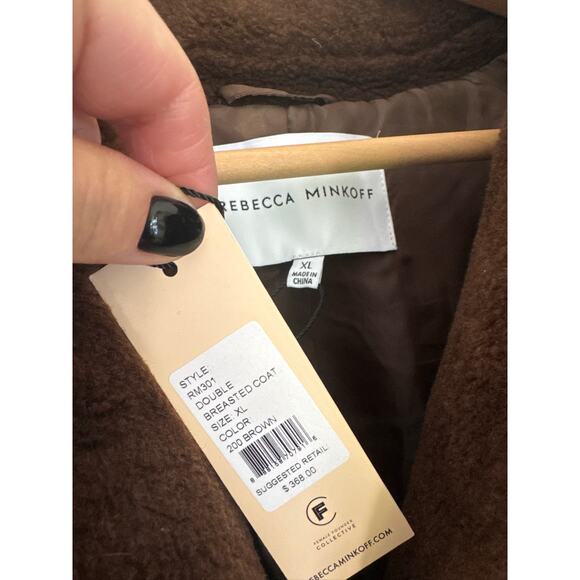 REBECCA MINKOFF
XL
MADE IN
CHINA
STYLE:
RM301
DOUBLE
BREASTED COAT
SIZE: XL
COLOR
200 BROWN
SUGGESTED RETAIL:
$ 368.00
CF
FEMALE FOUNDER
COLLECTIVE
REBECCAMINKOFF.COM